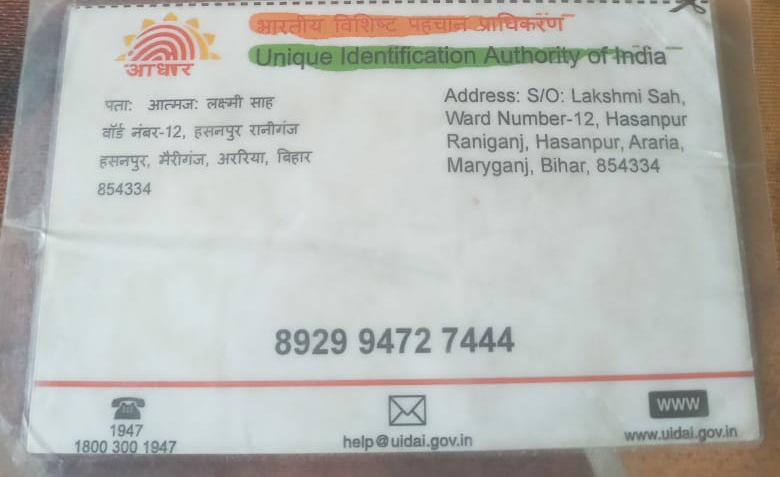 आधार
भारतीय विशिष्ट पहचान प्राधिकरण
Unique Identification Authority of India
पता: आत्मज: लक्ष्मी साह
वॉर्ड नंबर-12, हसनपुर रानीगंज
हसनपुर, मैरीगंज, अररिया, बिहार
854334
Address: S/O: Lakshmi Sah,
Ward Number-12, Hasanpur
Raniganj, Hasanpur, Araria,
Maryganj, Bihar, 854334
8929 9472 7444
1947
1800 300 1947
help@uidai.gov.in
WWW
www.uidai.gov.in